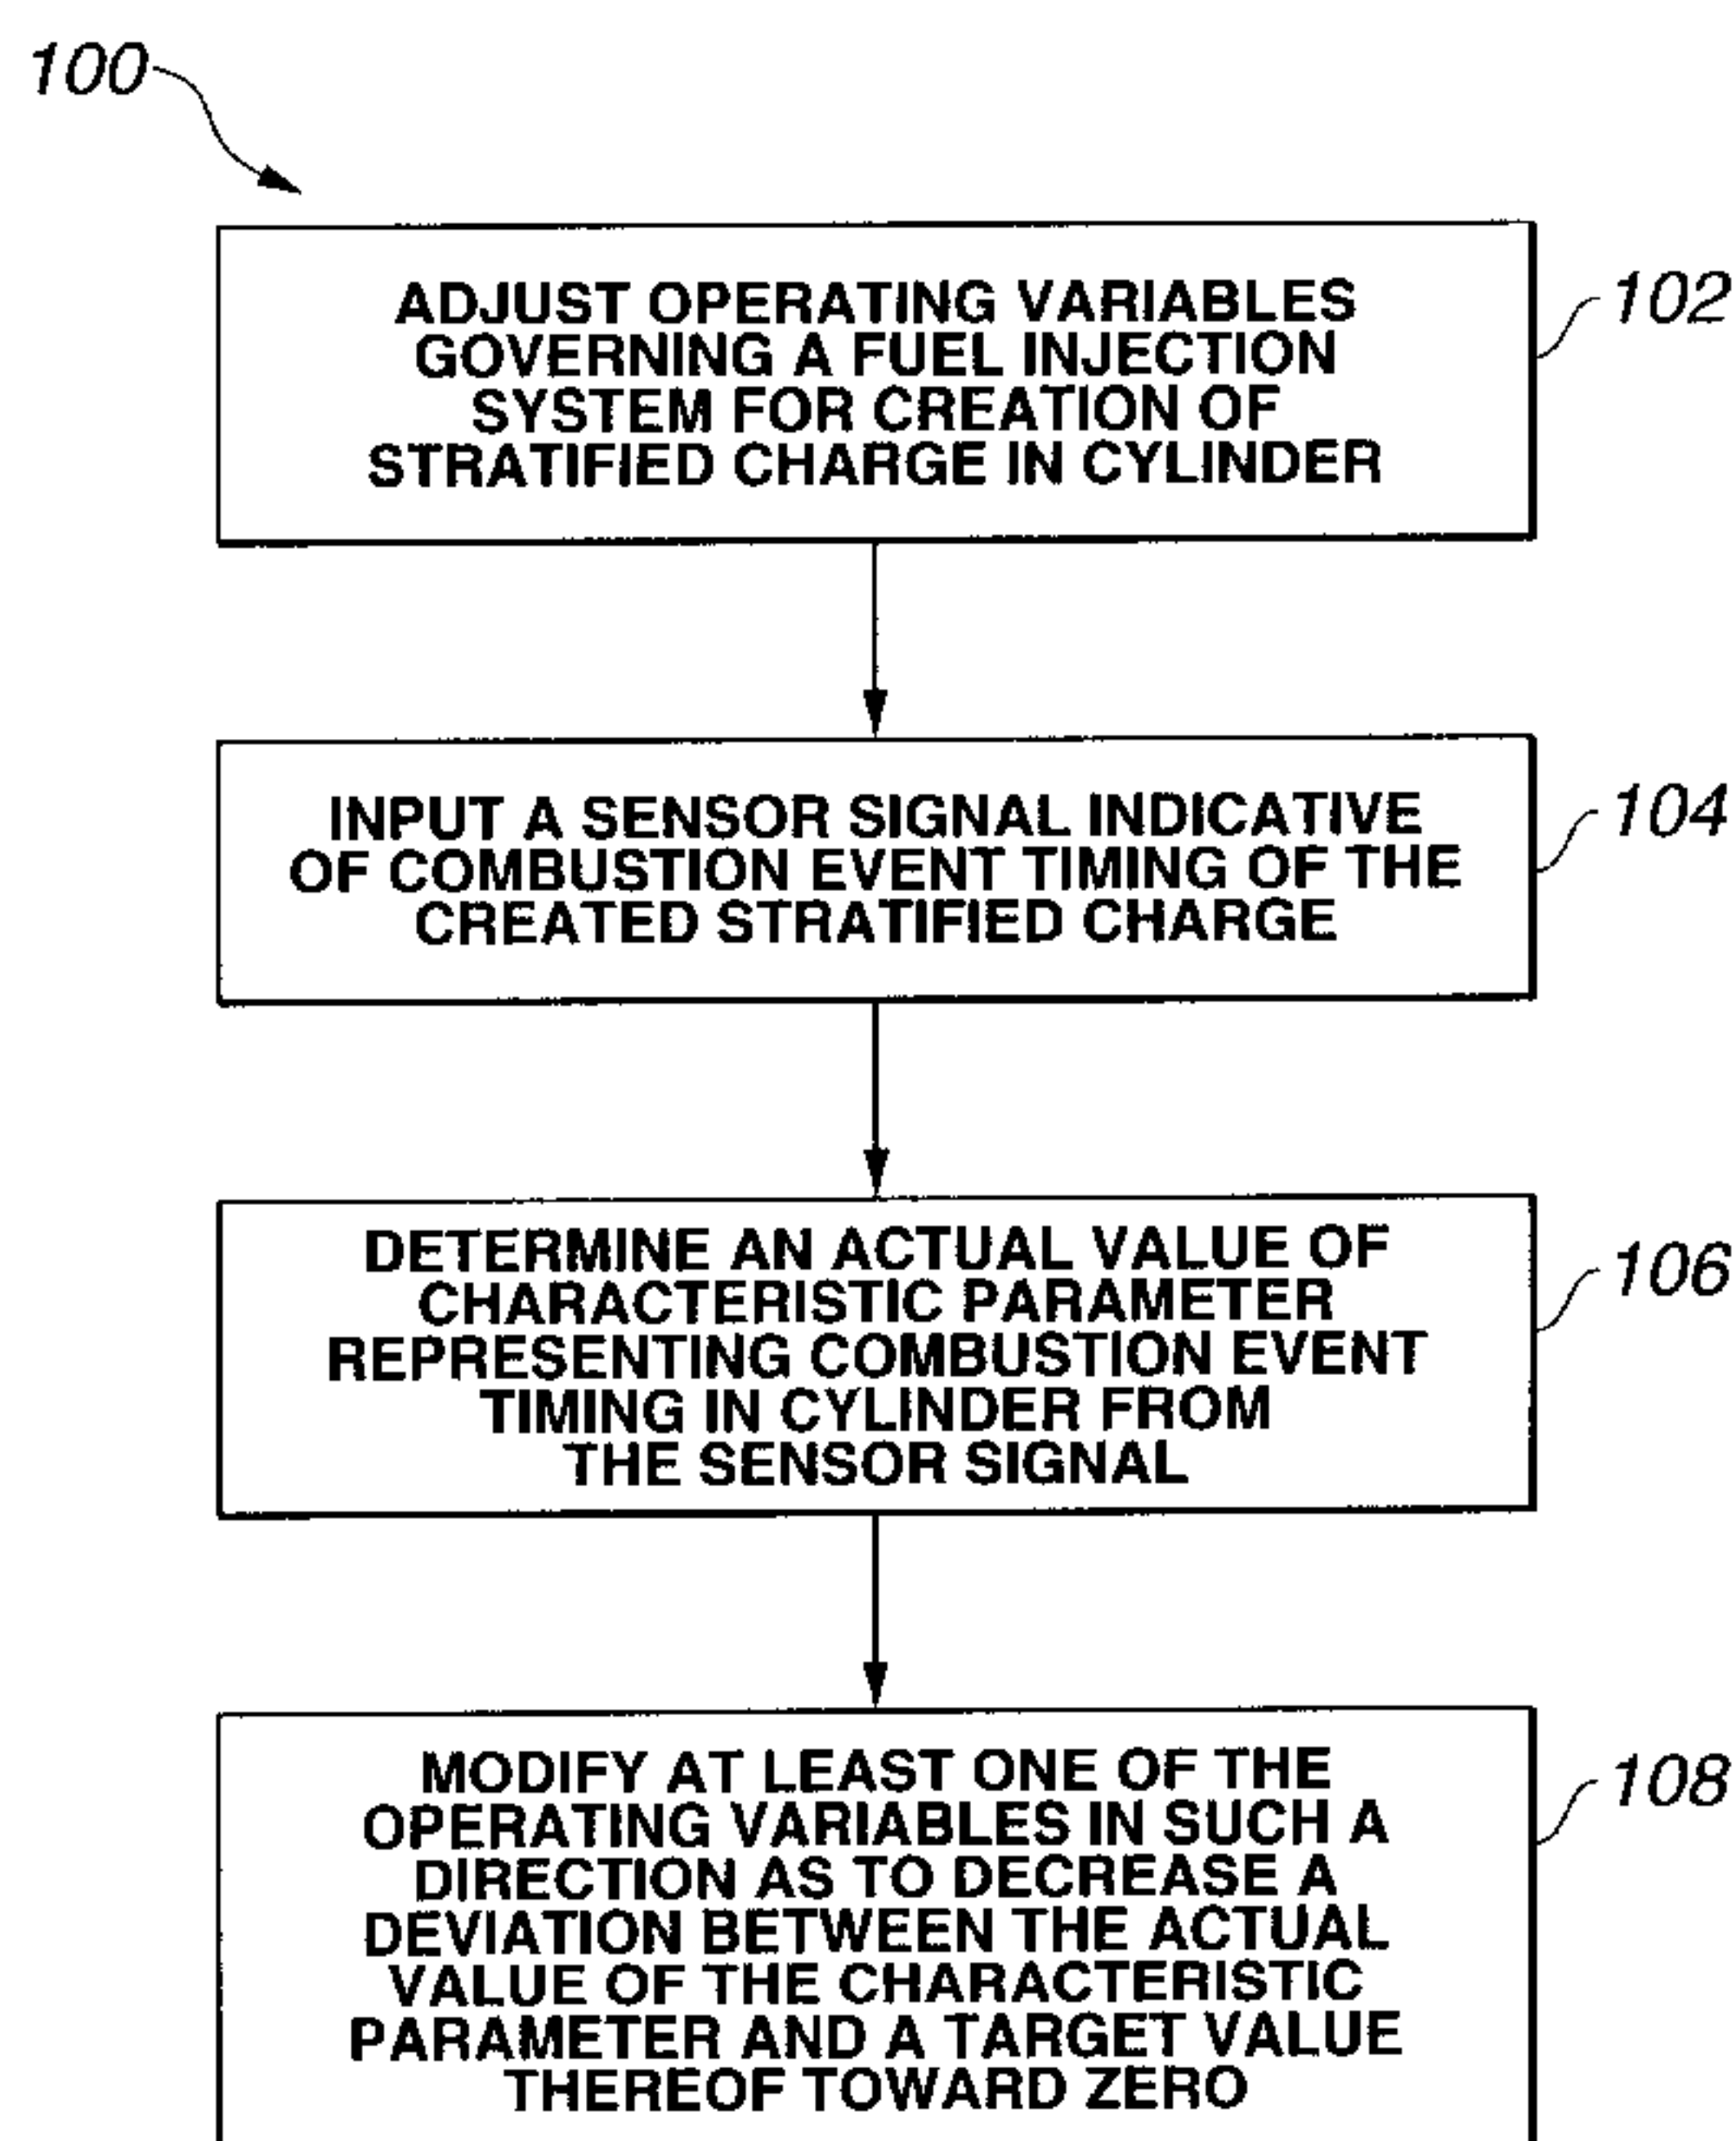 100
ADJUST OPERATING VARIABLES
GOVERNING A FUEL INJECTION
SYSTEM FOR CREATION OF
STRATIFIED CHARGE IN CYLINDER
102
INPUT A SENSOR SIGNAL INDICATIVE
OF COMBUSTION EVENT TIMING OF THE
CREATED STRATIFIED CHARGE
104
DETERMINE AN ACTUAL VALUE OF
CHARACTERISTIC PARAMETER
REPRESENTING COMBUSTION EVENT
TIMING IN CYLINDER FROM
THE SENSOR SIGNAL
106
MODIFY AT LEAST ONE OF THE
OPERATING VARIABLES IN SUCH A
DIRECTION AS TO DECREASE A
DEVIATION BETWEEN THE ACTUAL
VALUE OF THE CHARACTERISTIC
PARAMETER AND A TARGET VALUE
THEREOF TOWARD ZERO
108